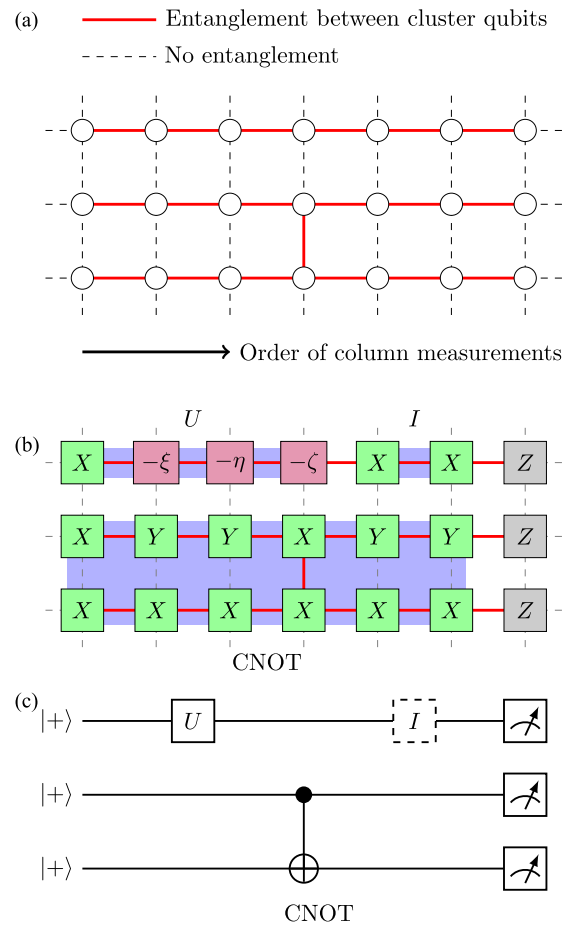 (a)
Entanglement between cluster qubits
No entanglement
Order of column measurements
U I
(b)
X −ξ −η −ζ X X Z
X Y Y X Y Y Z
X X X X X X Z
CNOT
(c)
|+⟩ U I
|+⟩
|+⟩
CNOT